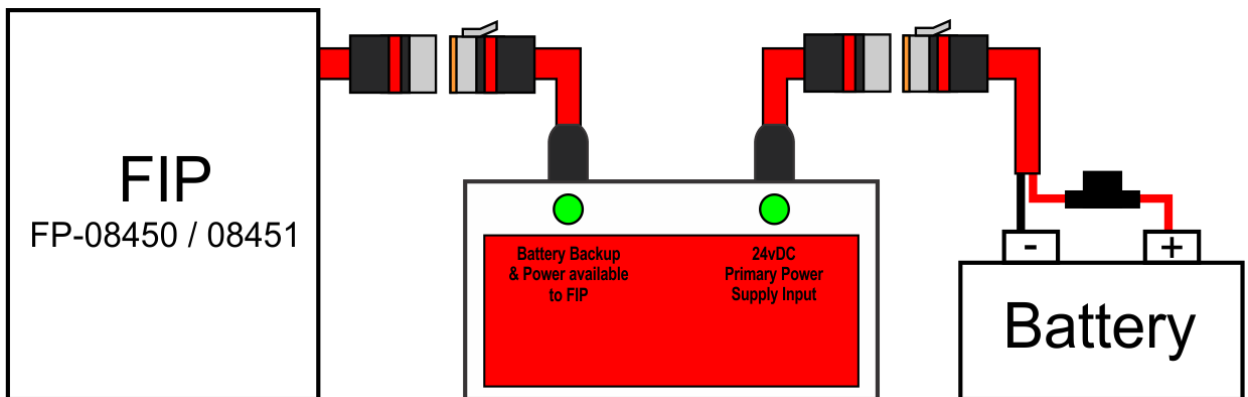 FIP
FP-08450 / 08451
Battery Backup
& Power available
to FIP
24vDC
Primary Power
Supply Input
- +
Battery